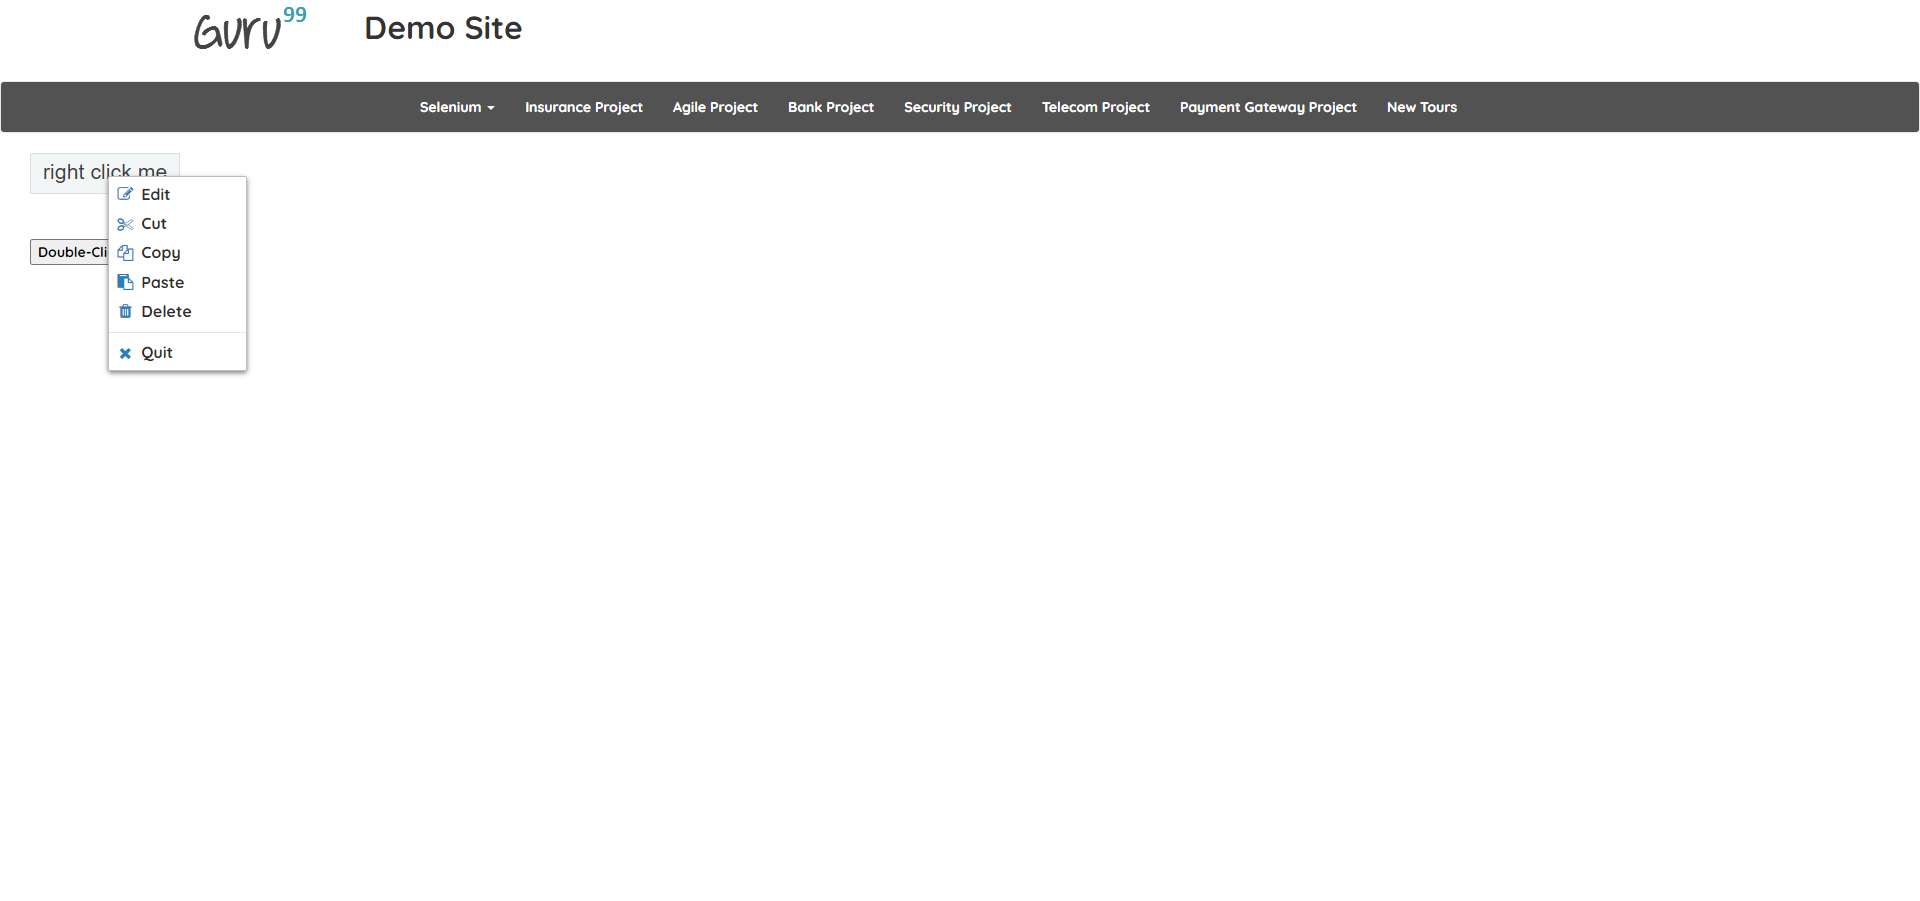 Guru99
Demo Site
Selenium Insurance Project Agile Project Bank Project Security Project Telecom Project Payment Gateway Project New Tours
right click me
Edit
Cut
Double-Cli
Copy
Paste
Delete
Quit